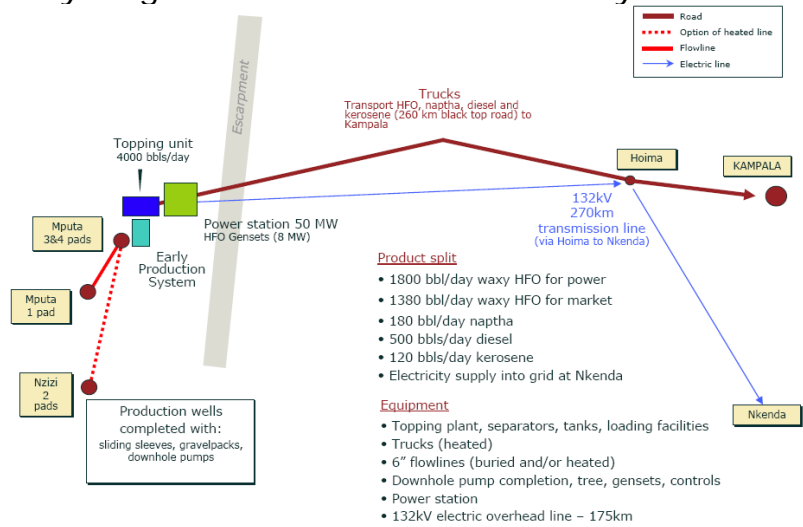 Road
Option of heated line
Flowline
Electric line
Escarpment
Trucks
Transport HFO, naptha, diesel and
kerosene (260 km black top road) to
Kampala
Topping unit
4000 bbls/day
Hoima
KAMPALA
132kV
270km
transmission line
(via Hoima to Nkenda)
Power station 50 MW
HFO Gensets (8 MW)
Mputa
3&4 pads
Early
Production
System
Mputa
1 pad
Nzizi
2
pads
Production wells
completed with:
sliding sleeves, gravelpacks,
downhole pumps
Product split
• 1800 bbl/day waxy HFO for power
• 1380 bbl/day waxy HFO for market
• 180 bbl/day naptha
• 500 bbls/day diesel
• 120 bbls/day kerosene
• Electricity supply into grid at Nkenda
Nkenda
Equipment
• Topping plant, separators, tanks, loading facilities
• Trucks (heated)
• 6” flowlines (buried and/or heated)
• Downhole pump completion, tree, gensets, controls
• Power station
• 132kV electric overhead line – 175km